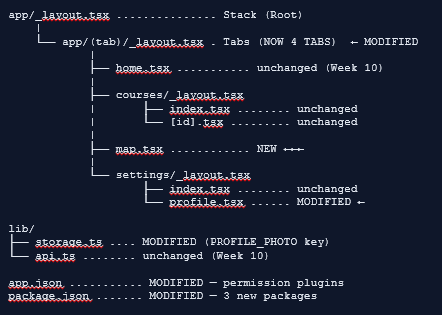 app/_layout.tsx ............... Stack (Root)
│
└── app/(tab)/_layout.tsx . Tabs (NOW 4 TABS) ← MODIFIED
│
├── home.tsx ........... unchanged (Week 10)
│
├── courses/_layout.tsx
│ ├── index.tsx ........ unchanged
│ └── [id].tsx ......... unchanged
│
├── map.tsx ............ NEW ←←←
│
└── settings/_layout.tsx
├── index.tsx ........ unchanged
└── profile.tsx ...... MODIFIED ←
lib/
├── storage.ts .... MODIFIED (PROFILE_PHOTO key)
└── api.ts ........ unchanged (Week 10)
app.json ........... MODIFIED — permission plugins
package.json ....... MODIFIED — 3 new packages